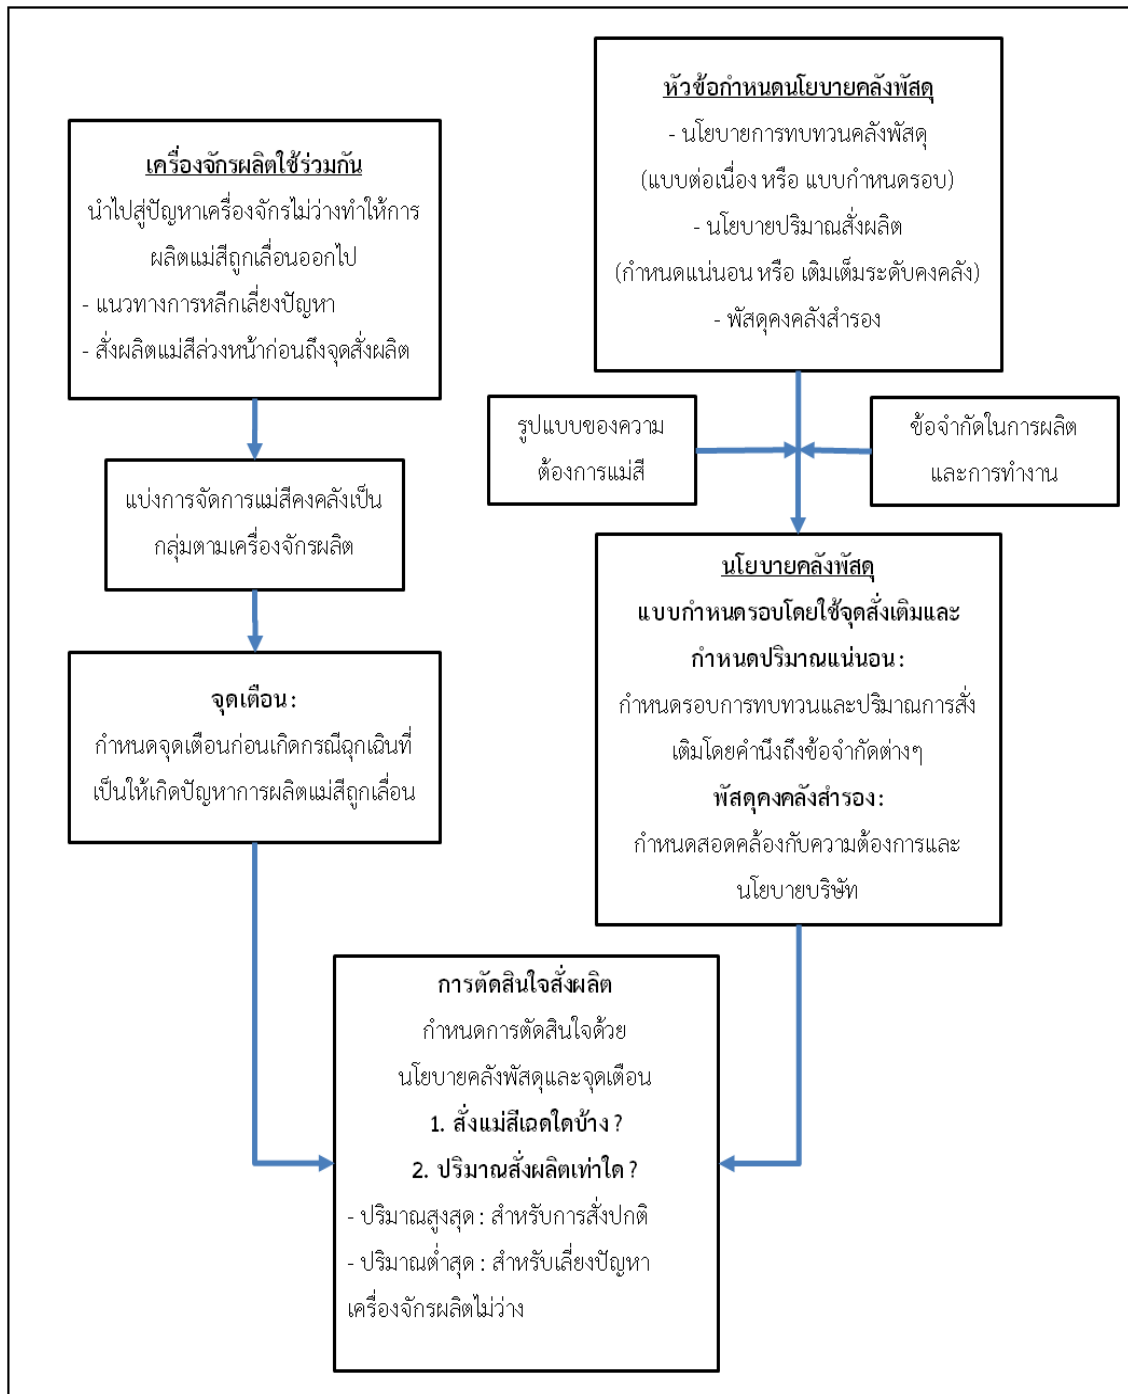 หัวข้อกำหนดนโยบายคลังพัสดุ
- นโยบายการทบทวนคลังพัสดุ
(แบบต่อเนื่อง หรือ แบบกำหนดรอบ)
- นโยบายปริมาณสั่งผลิต
(กำหนดแน่นอน หรือ เติมเต็มระดับคงคลัง)
- พัสดุคงคลังสำรอง
เครื่องจักรผลิตใช้ร่วมกัน
นำไปสู่ปัญหาเครื่องจักรไม่ว่างทำให้การ
ผลิตแม่สีถูกเลื่อนออกไป
- แนวทางการหลีกเลี่ยงปัญหา
- สั่งผลิตแม่สีล่วงหน้าก่อนถึงจุดสั่งผลิต
รูปแบบของความ
ต้องการแม่สี
ข้อจำกัดในการผลิต
และการทำงาน
แบ่งการจัดการแม่สีคงคลังเป็น
กลุ่มตามเครื่องจักรผลิต
นโยบายคลังพัสดุ
แบบกำหนดรอบโดยใช้จุดสั่งเติมและ
กำหนดปริมาณแน่นอน :
กำหนดรอบการทบทวนและปริมาณการสั่ง
เติมโดยคำนึงถึงข้อจำกัดต่างๆ
พัสดุคงคลังสำรอง :
กำหนดสอดคล้องกับความต้องการและ
นโยบายบริษัท
จุดเตือน :
กำหนดจุดเตือนก่อนเกิดกรณีฉุกเฉินที่
เป็นให้เกิดปัญหาการผลิตแม่สีถูกเลื่อน
การตัดสินใจสั่งผลิต
กำหนดการตัดสินใจด้วย
นโยบายคลังพัสดุและจุดเตือน
1. สั่งแม่สีเฉดใดบ้าง ?
2. ปริมาณสั่งผลิตเท่าใด ?
- ปริมาณสูงสุด : สำหรับการสั่งปกติ
- ปริมาณต่ำสุด : สำหรับเลี่ยงปัญหา
เครื่องจักรผลิตไม่ว่าง